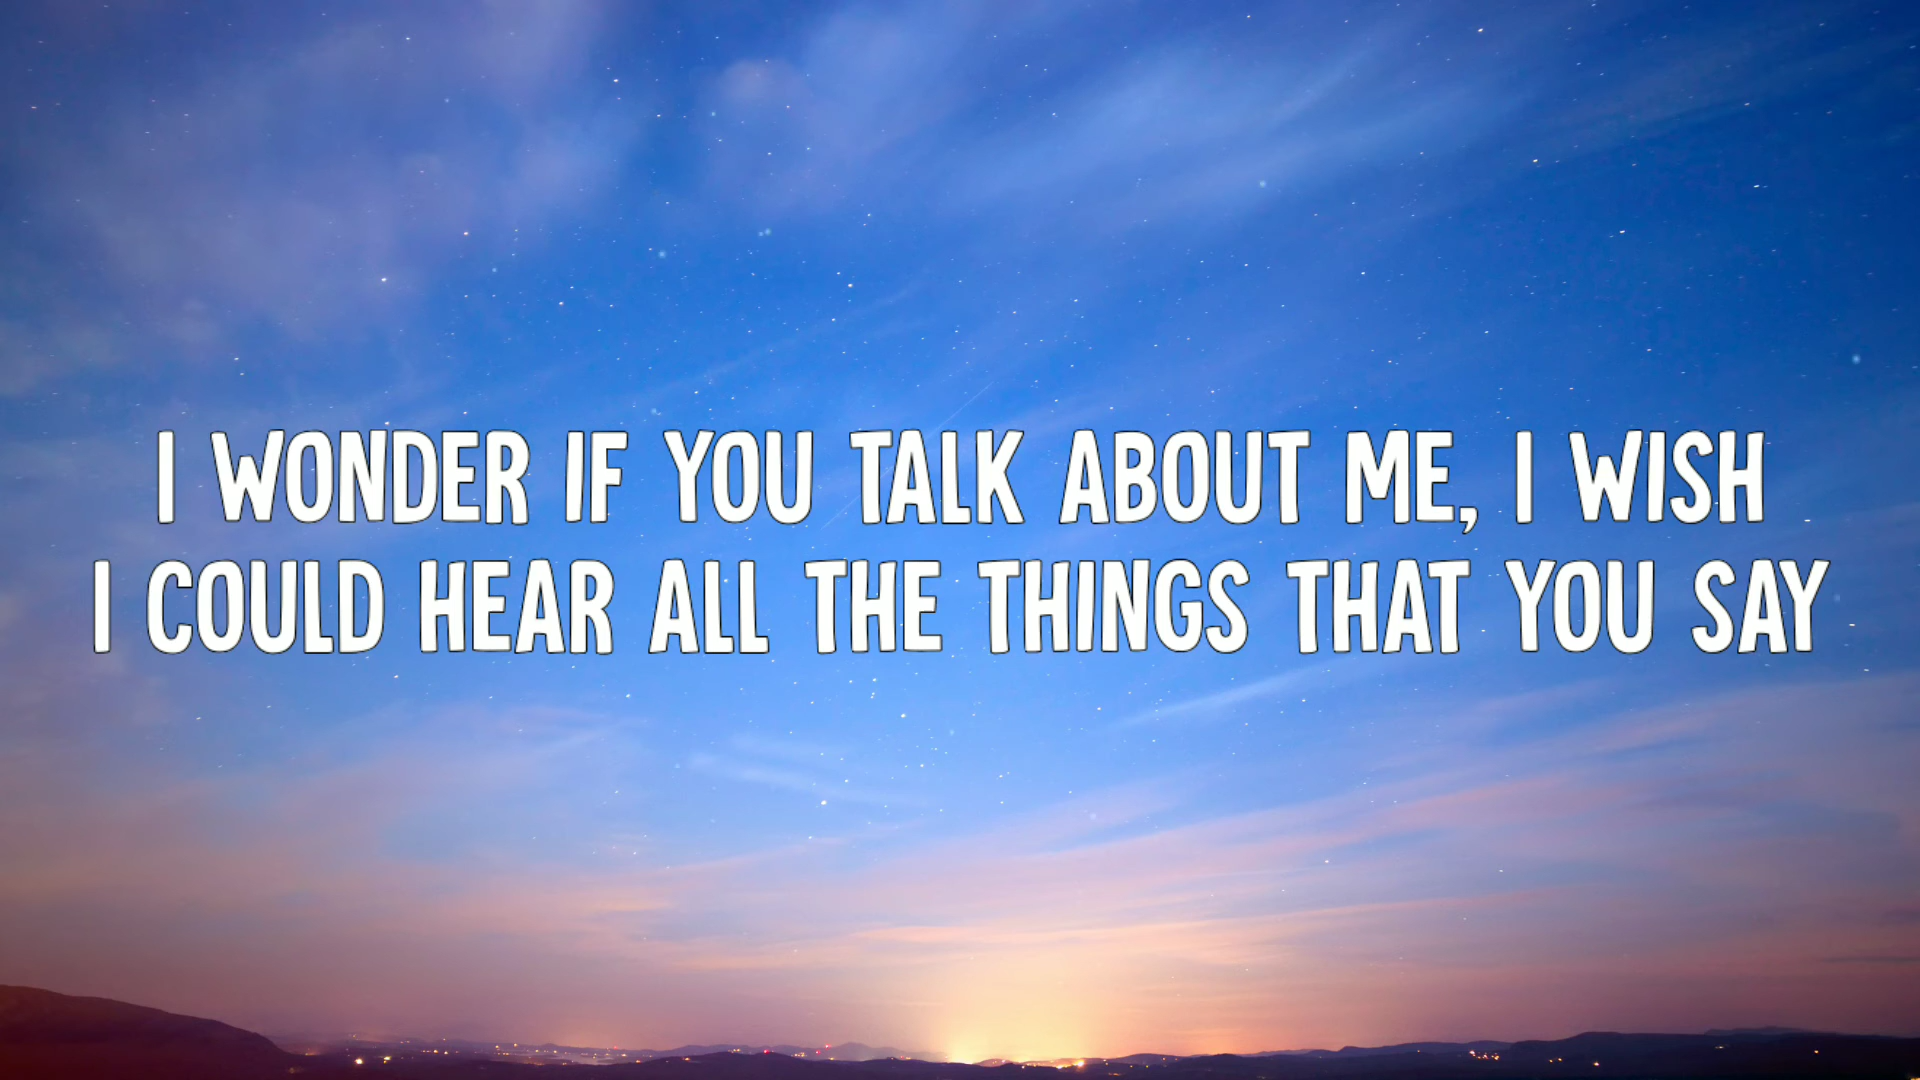 I WONDER IF YOU TALK ABOUT ME, I WISH
I COULD HEAR ALL THE THINGS THAT YOU SAY